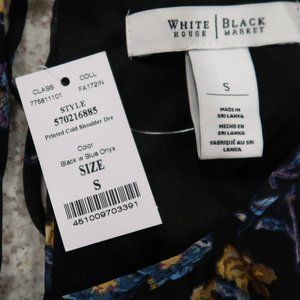 CLASS COLL
775811101 FA172IN
STYLE
570216885
Printed Cold Shoulder Dre
Color
Black w Blue Onyx
SIZE
S
451009703391
WHITE BLACK
HOUSE MARKET
S
MADE IN
SRI LANKA
HECHO EN
SRI LANKA
FABRIQUÉ AU SRI
LANKA